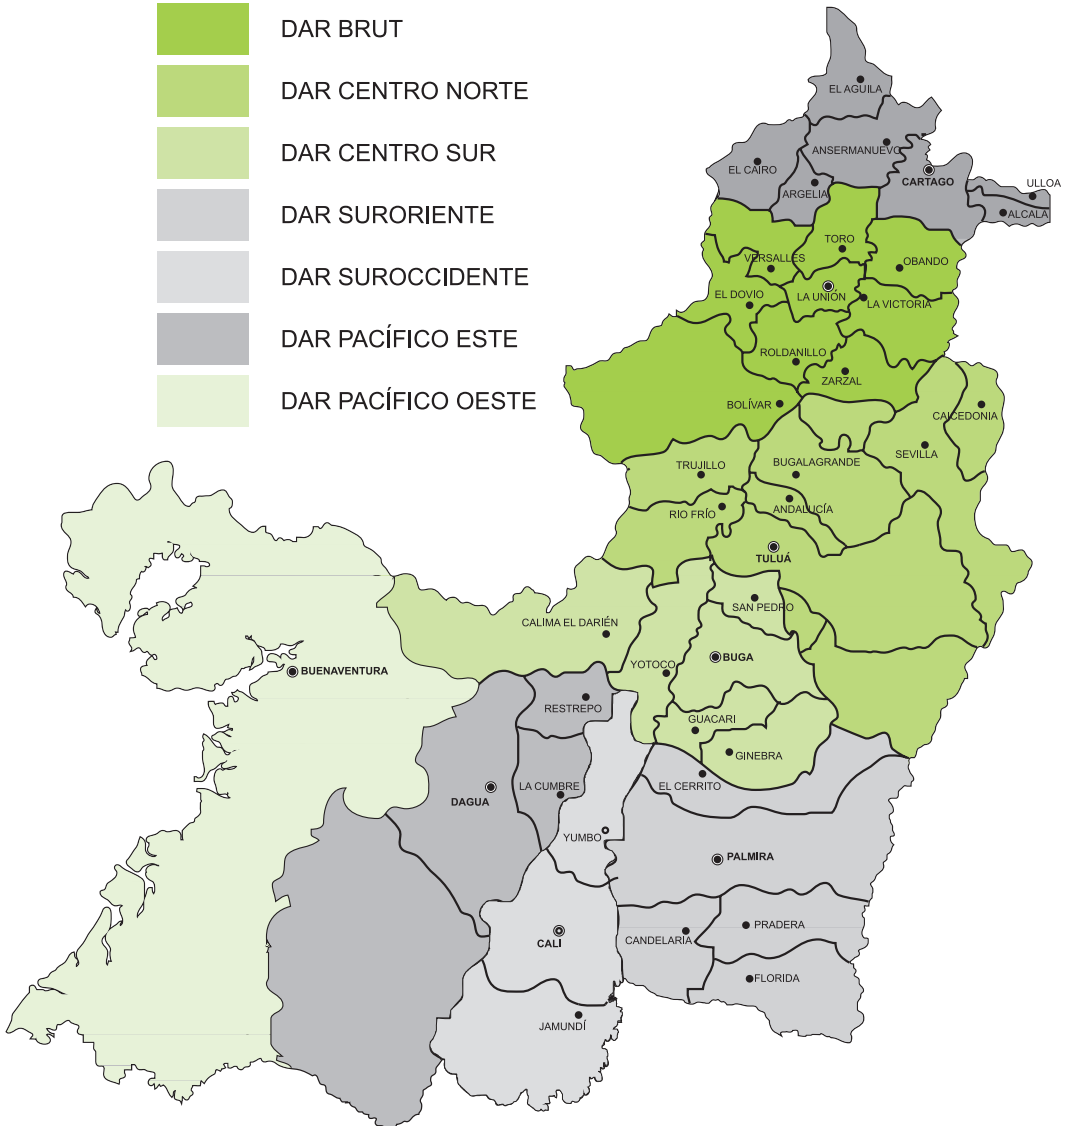 DAR BRUT
DAR CENTRO NORTE
DAR CENTRO SUR
DAR SURORIENTE
DAR SUROCCIDENTE
DAR PACÍFICO ESTE
DAR PACÍFICO OESTE
EL AGUILA
ANSERMANUEVO
EL CAIRO
CARTAGO
ULLOA
ARGELIA
ALCALA
TORO
VERSALLES
OBANDO
EL DOVIO
LA UNIÓN
LA VICTORIA
ROLDANILLO
ZARZAL
BOLÍVAR
CAICEDONIA
SEVILLA
TRUJILLO
BUGALAGRANDE
RIO FRÍO
ANDALUCÍA
TULUÁ
SAN PEDRO
CALIMA EL DARIÉN
YOTOCO
BUGA
BUENAVENTURA
RESTREPO
GUACARI
GINEBRA
LA CUMBRE
EL CERRITO
DAGUA
YUMBO
PALMIRA
PRADERA
CANDELARIA
CALI
FLORIDA
JAMUNDÍ